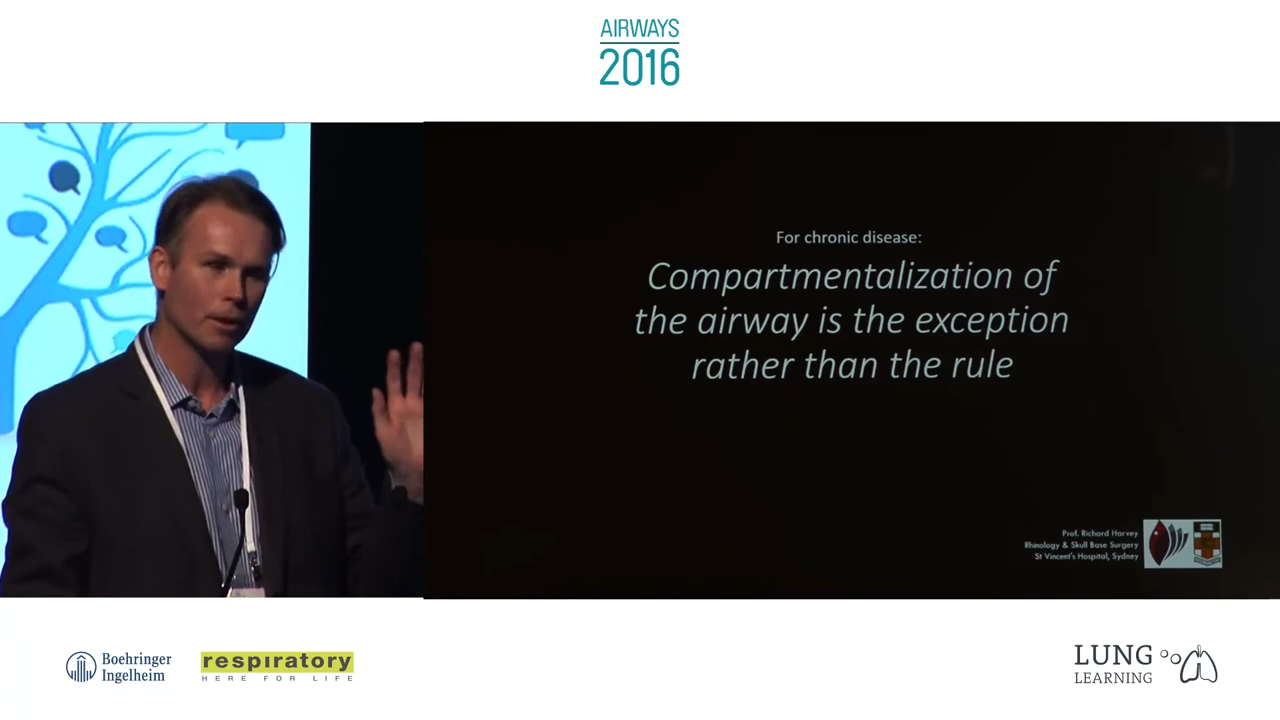 AIRWAYS
2016
For chronic disease:
Compartmentalization of
the airway is the exception
rather than the rule
Prof. Richard Harvey
Rhinology & Skull Base Surgery
St Vincent's Hospital, Sydney
Boehringer
Ingelheim
respiratory
HERE FOR LIFE
LUNG
LEARNING